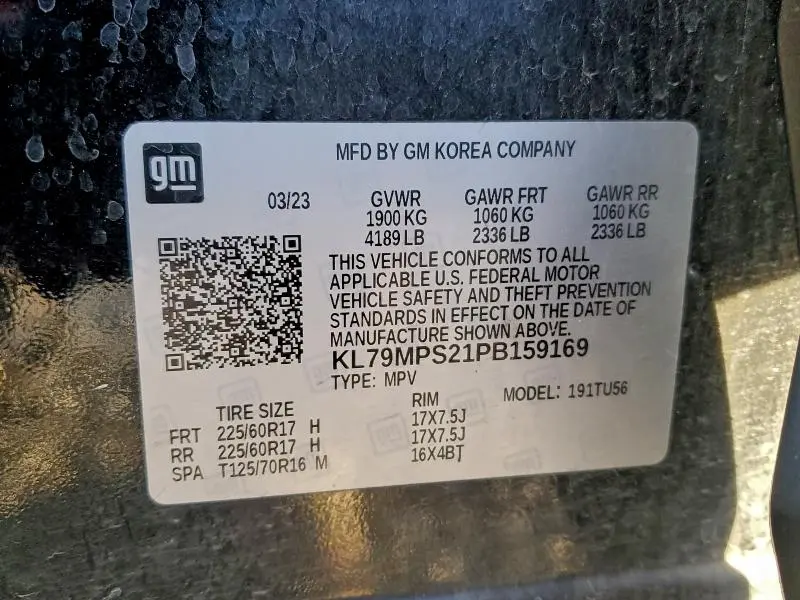 gm
MFD BY GM KOREA COMPANY
03/23 GVWR GAWR FRT GAWR RR
1900 KG 1060 KG 1060 KG
4189 LB 2336 LB 2336 LB
THIS VEHICLE CONFORMS TO ALL
APPLICABLE U.S. FEDERAL MOTOR
VEHICLE SAFETY AND THEFT PREVENTION
STANDARDS IN EFFECT ON THE DATE OF
MANUFACTURE SHOWN ABOVE.
KL79MPS21PB159169
TYPE: MPV MODEL: 191TU56
TIRE SIZE RIM
FRT 225/60R17 H 17X7.5J
RR 225/60R17 H 17X7.5J
SPA T125/70R16 M 16X4BT